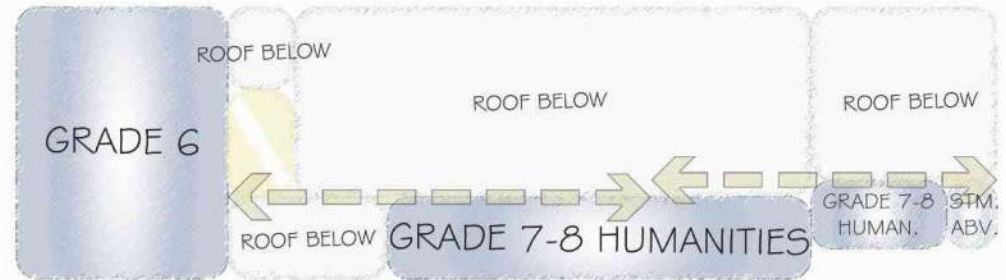 ROOF BELOW
ROOF BELOW
ROOF BELOW
GRADE 6
GRADE 7-8
HUMAN.
STM.
ABV.
ROOF BELOW
GRADE 7-8 HUMANITIES